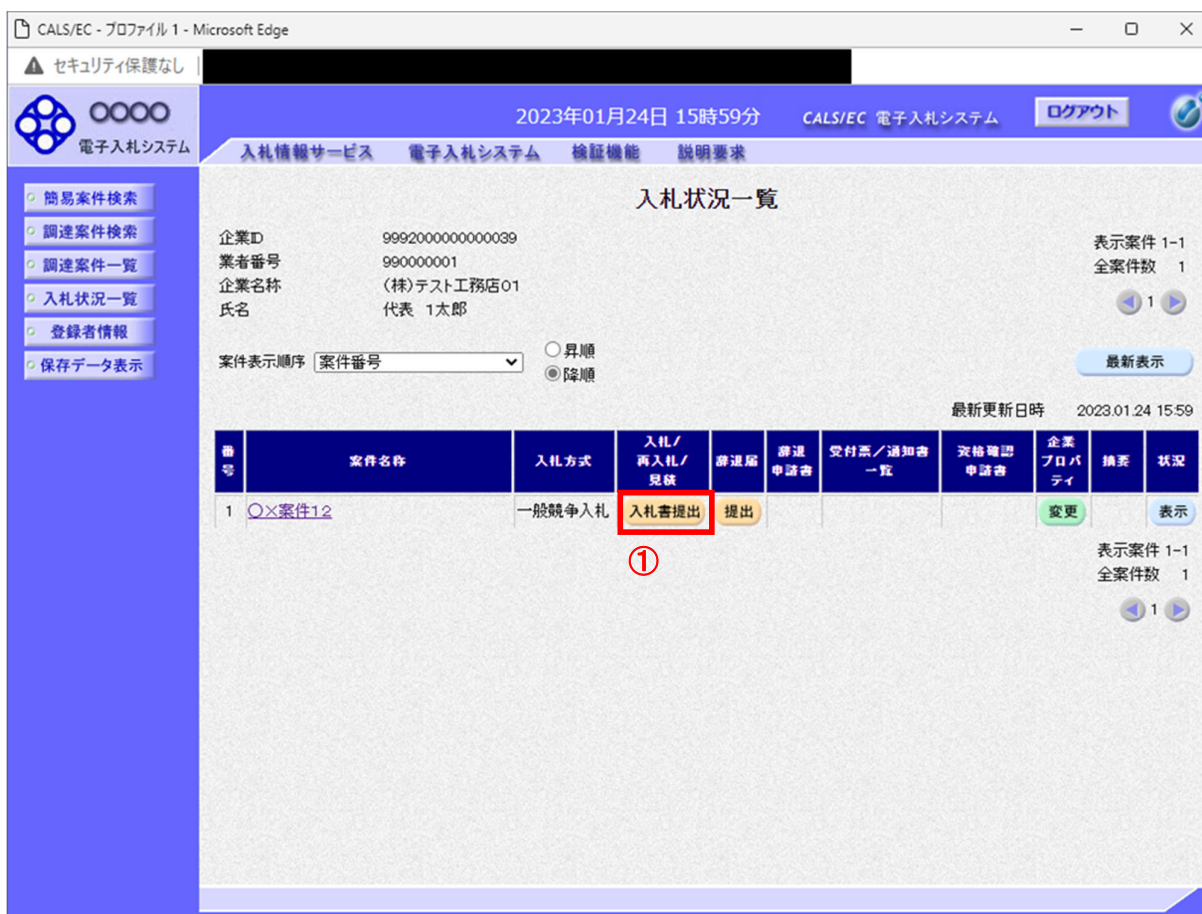 CALS/EC - プロファイル 1 - Microsoft Edge
セキュリティ保護なし
OOOO
電子入札システム
2023年01月24日 15時59分 CALS/EC 電子入札システム ログアウト
入札情報サービス 電子入札システム 検証機能 説明要求
簡易案件検索
調達案件検索
調達案件一覧
入札状況一覧
登録者情報
保存データ表示
入札状況一覧
企業ID 9992000000000039
業者番号 990000001
企業名称 (株)テスト工務店01
氏名 代表 1太郎
表示案件 1-1
全案件数 1
1
案件表示順序 案件番号
昇順
降順
最新表示
最新更新日時 2023.01.24 15:59
番号 案件名称 入札方式 入札/再入札/見積 辞退届 辞退申請書 受付票/通知書一覧 資格確認申請書 企業プロパティ 摘要 状況
1 〇×案件12 一般競争入札 入札書提出 提出 変更 表示
①
表示案件 1-1
全案件数 1
1